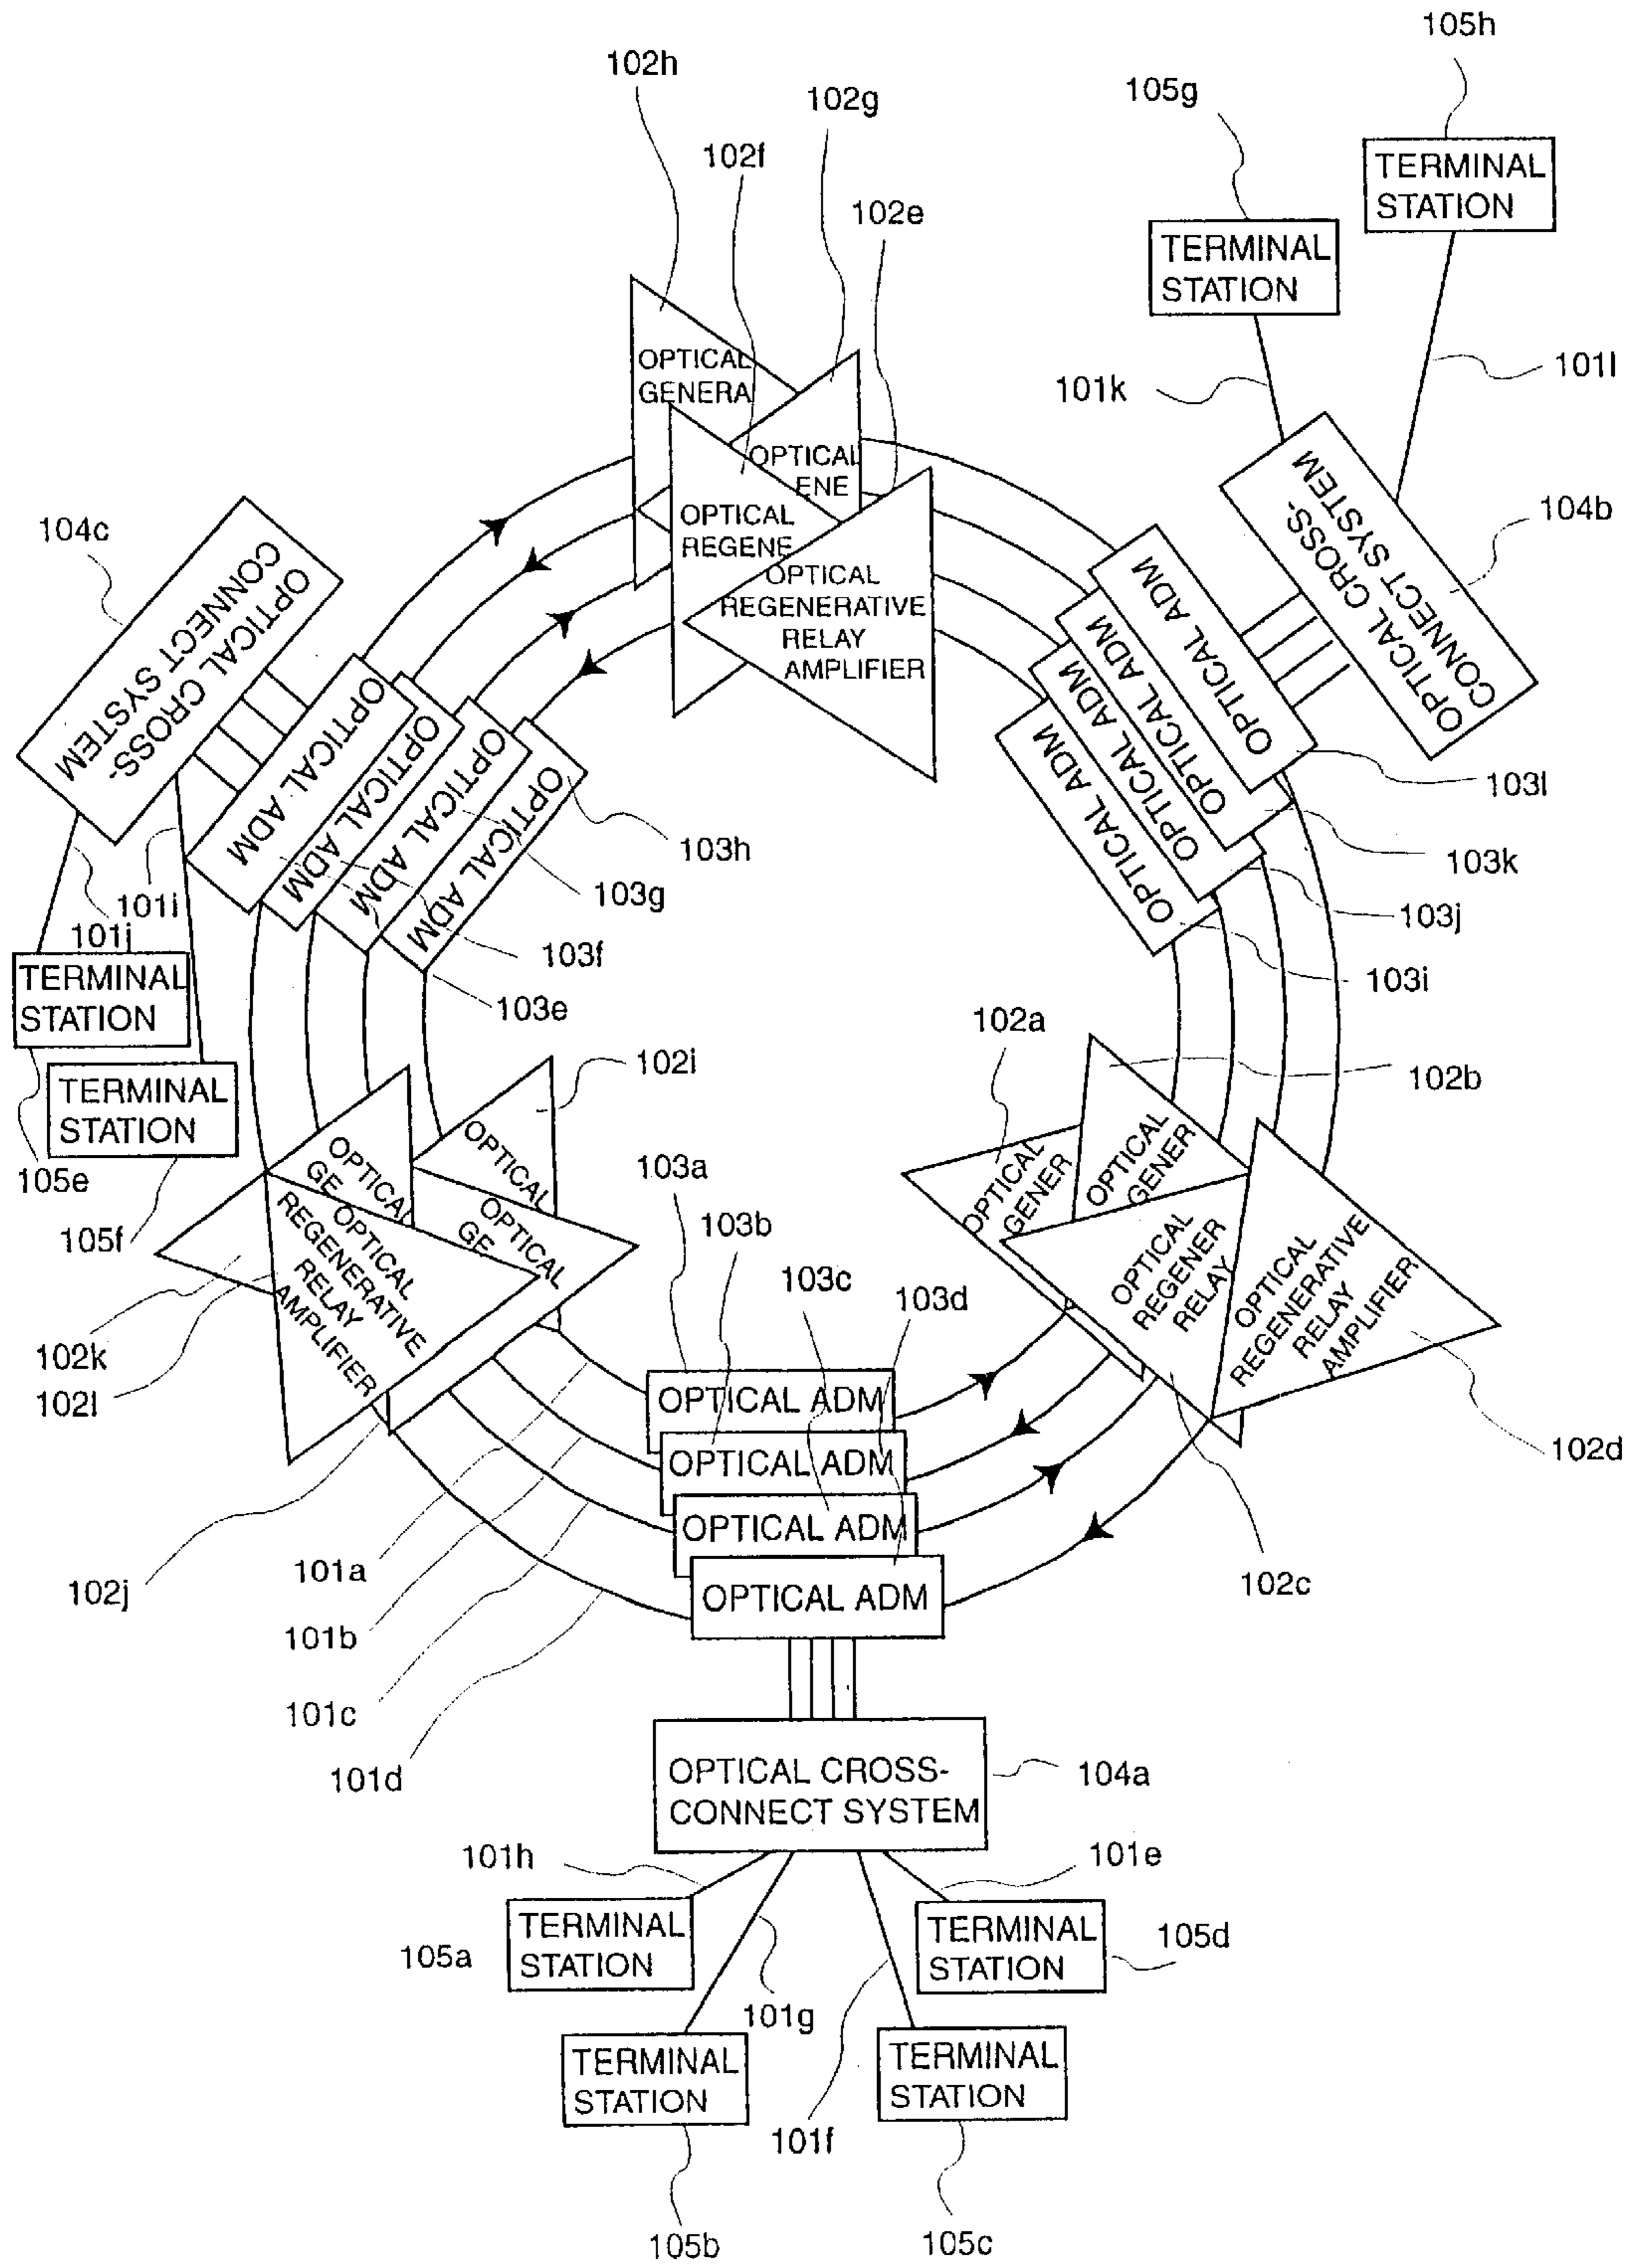 105h
102h
105g
102g
102f
TERMINAL
STATION
102e
TERMINAL
STATION
OPTICAL
GENERA
101k
101l
OPTICAL
ENE
OPTICAL CROSS-
CONNECT SYSTEM
104b
104c
OPTICAL
REGENE
OPTICAL
REGENERATIVE
RELAY
AMPLIFIER
OPTICAL CROSS-
CONNECT SYSTEM
OPTICAL ADM
OPTICAL ADM
OPTICAL ADM
OPTICAL ADM
OPTICAL ADM
OPTICAL ADM
OPTICAL ADM
OPTICAL ADM
103l
103h
103k
103g
103j
101i
101j
103f
103i
103e
TERMINAL
STATION
102a
102i
102b
TERMINAL
STATION
105e
105f
OPTICAL
OPTICAL
GE
OPTICAL
GE
OPTICAL
REGENERATIVE
RELAY
AMPLIFIER
103a
103b
103c
103d
OPTICAL
GENER
OPTICAL
GENER
OPTICAL
REGENER
RELAY
OPTICAL
REGENERATIVE
RELAY
AMPLIFIER
102k
102l
OPTICAL ADM
OPTICAL ADM
OPTICAL ADM
OPTICAL ADM
102d
102j
101a
102c
101b
101c
101d
OPTICAL CROSS-
CONNECT SYSTEM
104a
101h
101e
TERMINAL
STATION
105a
TERMINAL
STATION
105d
101g
TERMINAL
STATION
TERMINAL
STATION
101f
105b
105c